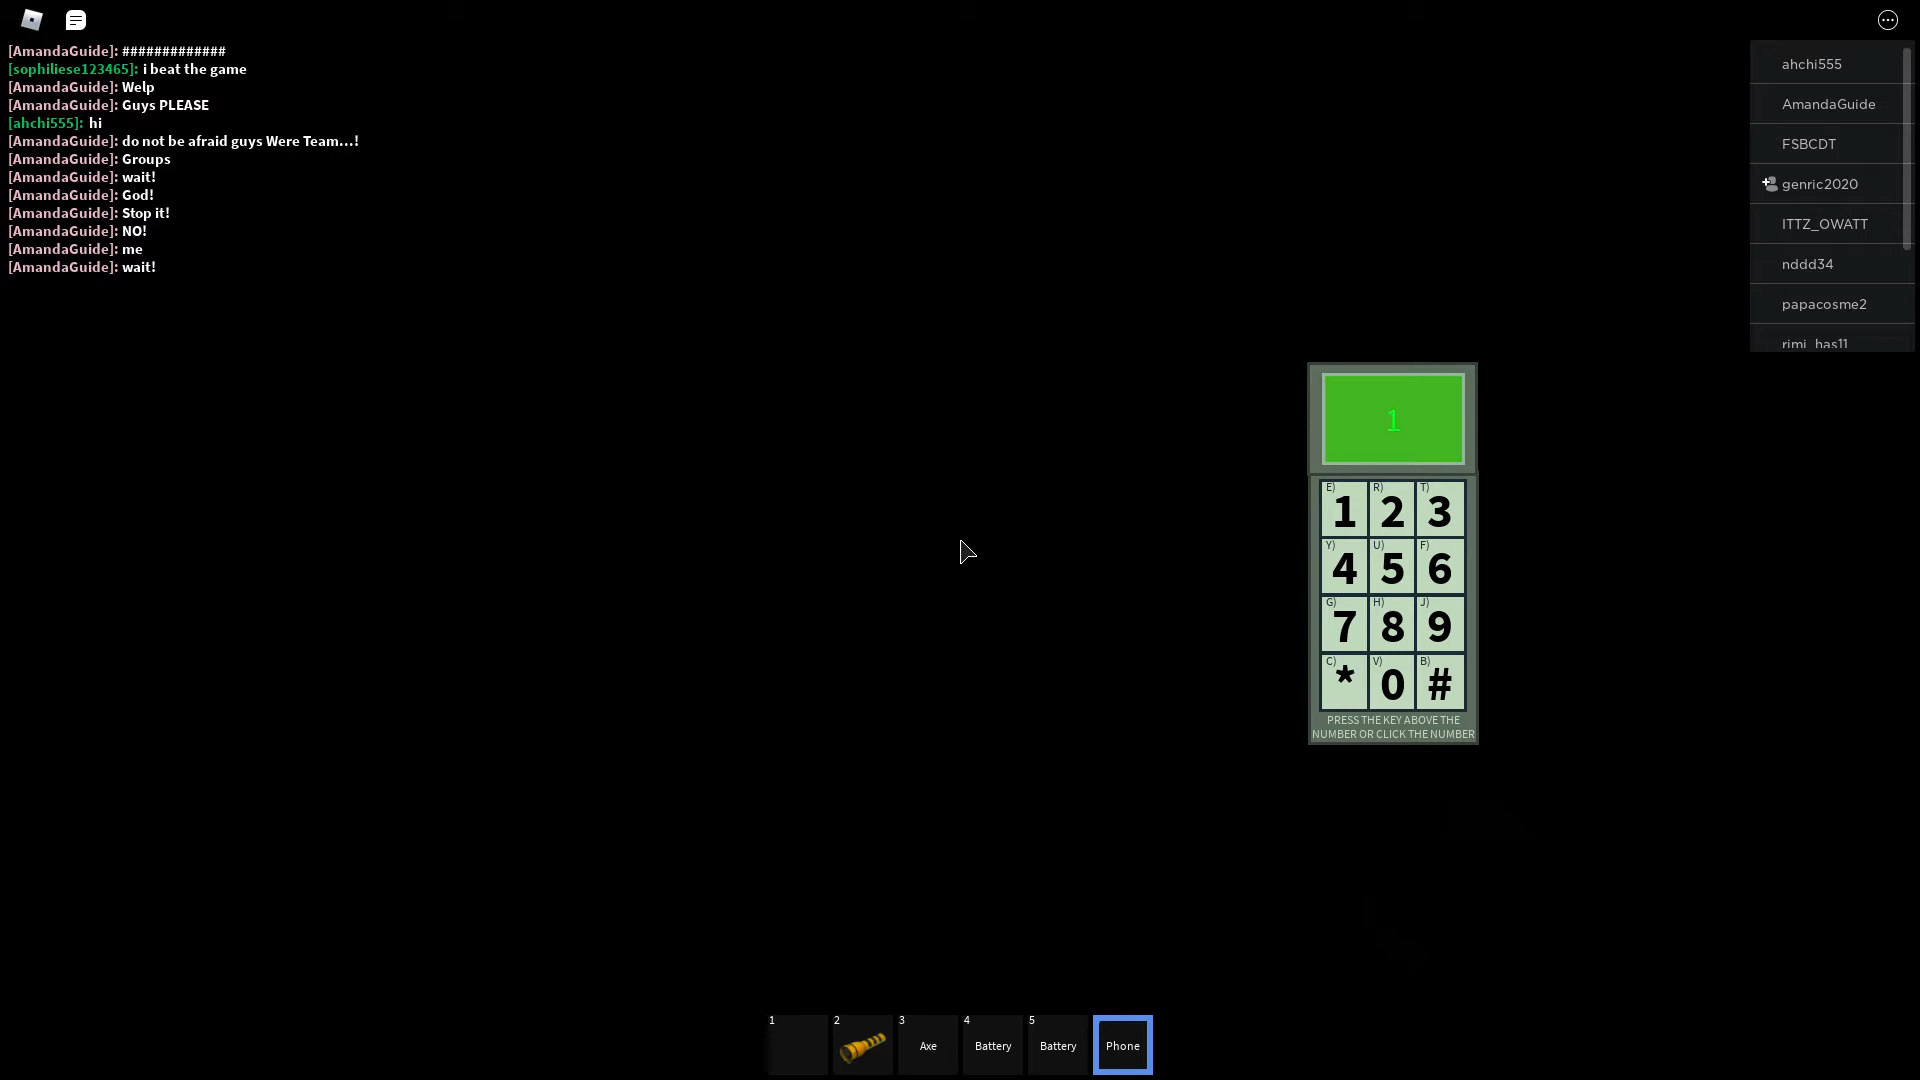 [AmandaGuide]: #############
[sophiliese123465]: i beat the game
[AmandaGuide]: Welp
[AmandaGuide]: Guys PLEASE
[ahchi555]: hi
[AmandaGuide]: do not be afraid guys Were Team...!
[AmandaGuide]: Groups
[AmandaGuide]: wait!
[AmandaGuide]: God!
[AmandaGuide]: Stop it!
[AmandaGuide]: NO!
[AmandaGuide]: me
[AmandaGuide]: wait!
ahchi555
AmandaGuide
FSBCDT
genric2020
ITTZ_OWATT
nddd34
papacosme2
rimi_has11
1
E) R) T)
1 2 3
Y) U) F)
4 5 6
G) H) J)
7 8 9
C) V) B)
* 0 #
PRESS THE KEY ABOVE THE
NUMBER OR CLICK THE NUMBER
1 2 3 4 5
Axe Battery Battery Phone